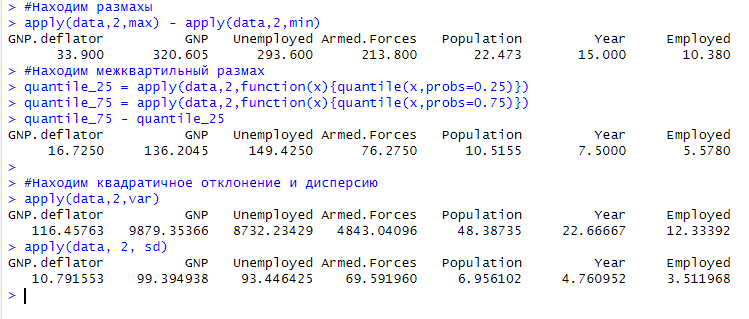 > #Находим размахы
> apply(data,2,max) - apply(data,2,min)
GNP.deflator GNP Unemployed Armed.Forces Population Year Employed
33.900 320.605 293.600 213.800 22.473 15.000 10.380
> #Находим межквартильный размах
> quantile_25 = apply(data,2,function(x){quantile(x,probs=0.25)})
> quantile_75 = apply(data,2,function(x){quantile(x,probs=0.75)})
> quantile_75 - quantile_25
GNP.deflator GNP Unemployed Armed.Forces Population Year Employed
16.7250 136.2045 149.4250 76.2750 10.5155 7.5000 5.5780
>
> #Находим квадратичное отклонение и дисперсию
> apply(data,2,var)
GNP.deflator GNP Unemployed Armed.Forces Population Year Employed
116.45763 9879.35366 8732.23429 4843.04096 48.38735 22.66667 12.33392
> apply(data, 2, sd)
GNP.deflator GNP Unemployed Armed.Forces Population Year Employed
10.791553 99.394938 93.446425 69.591960 6.956102 4.760952 3.511968
>